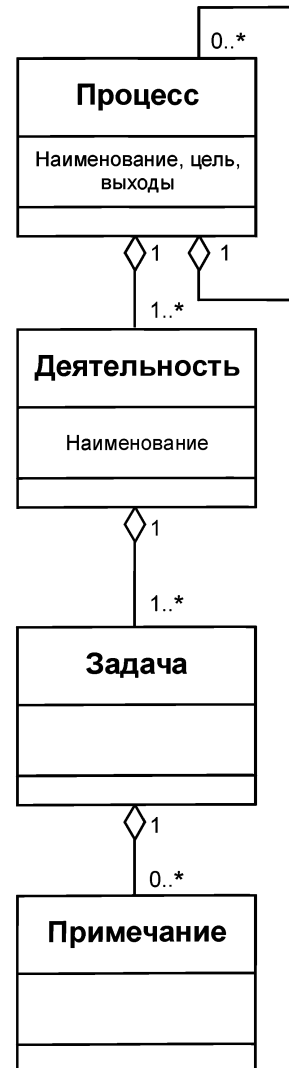 0..*
Процесс
Наименование, цель,
выходы
1 1
1..*
Деятельность
Наименование
1
1..*
Задача
1
0..*
Примечание